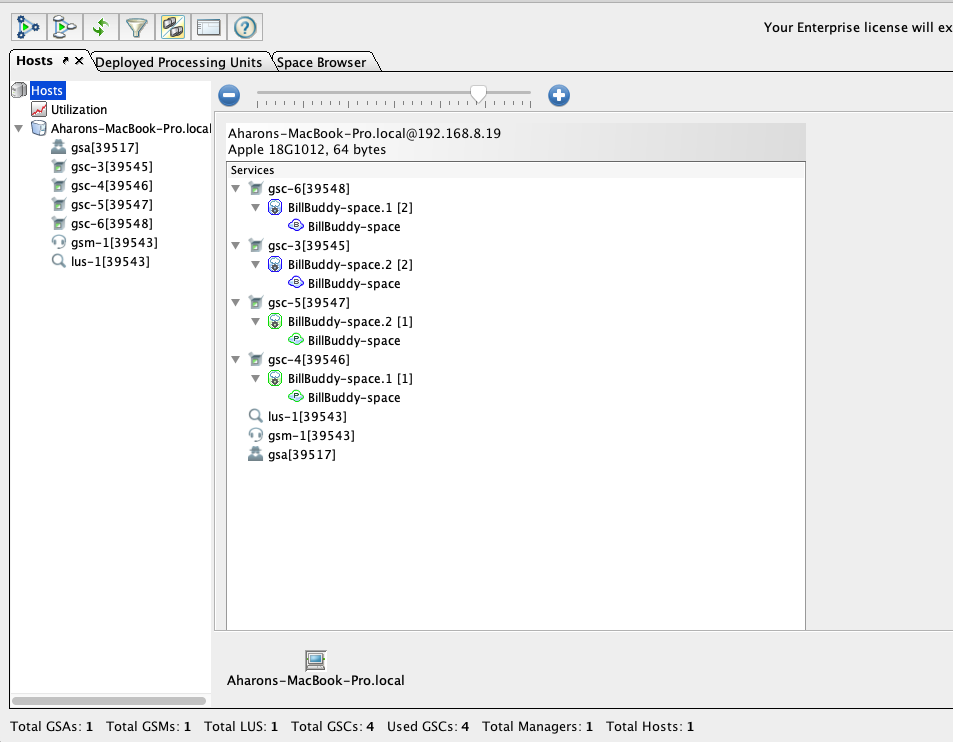 Your Enterprise license will ex
Hosts
Deployed Processing Units
Space Browser
Hosts
Utilization
Aharons-MacBook-Pro.local
gsa[39517]
gsc-3[39545]
gsc-4[39546]
gsc-5[39547]
gsc-6[39548]
gsm-1[39543]
lus-1[39543]
Aharons-MacBook-Pro.local@192.168.8.19
Apple 18G1012, 64 bytes
Services
gsc-6[39548]
BillBuddy-space.1 [2]
B BillBuddy-space
gsc-3[39545]
BillBuddy-space.2 [2]
B BillBuddy-space
gsc-5[39547]
BillBuddy-space.2 [1]
P BillBuddy-space
gsc-4[39546]
BillBuddy-space.1 [1]
P BillBuddy-space
lus-1[39543]
gsm-1[39543]
gsa[39517]
Aharons-MacBook-Pro.local
Total GSAs: 1 Total GSMs: 1 Total LUS: 1 Total GSCs: 4 Used GSCs: 4 Total Managers: 1 Total Hosts: 1